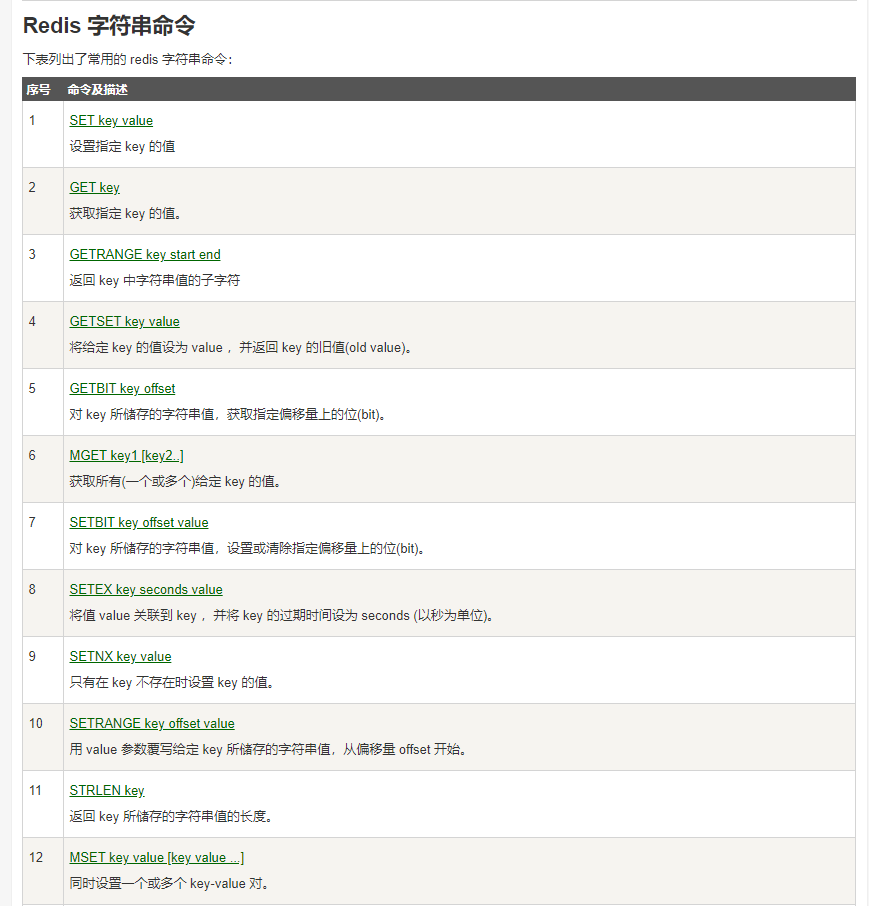 Redis 字符串命令
下表列出了常用的 redis 字符串命令：
序号 命令及描述
1 SET key value
设置指定 key 的值
2 GET key
获取指定 key 的值。
3 GETRANGE key start end
返回 key 中字符串值的子字符
4 GETSET key value
将给定 key 的值设为 value ，并返回 key 的旧值(old value)。
5 GETBIT key offset
对 key 所储存的字符串值，获取指定偏移量上的位(bit)。
6 MGET key1 [key2..]
获取所有(一个或多个)给定 key 的值。
7 SETBIT key offset value
对 key 所储存的字符串值，设置或清除指定偏移量上的位(bit)。
8 SETEX key seconds value
将值 value 关联到 key ，并将 key 的过期时间设为 seconds (以秒为单位)。
9 SETNX key value
只有在 key 不存在时设置 key 的值。
10 SETRANGE key offset value
用 value 参数覆写给定 key 所储存的字符串值，从偏移量 offset 开始。
11 STRLEN key
返回 key 所储存的字符串值的长度。
12 MSET key value [key value ...]
同时设置一个或多个 key-value 对。